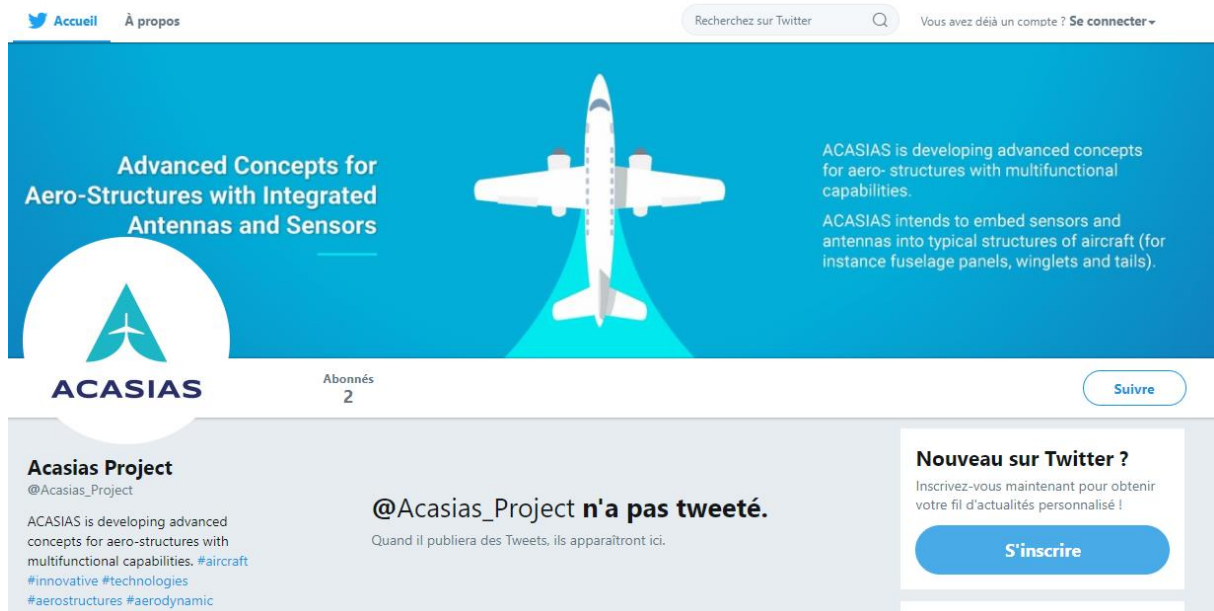 Accueil À propos Recherchez sur Twitter Vous avez déjà un compte ? Se connecter
Advanced Concepts for
Aero-Structures with Integrated
Antennas and Sensors
ACASIAS is developing advanced concepts
for aero- structures with multifunctional
capabilities.
ACASIAS intends to embed sensors and
antennas into typical structures of aircraft (for
instance fuselage panels, winglets and tails).
ACASIAS
Abonnés
2
Suivre
Acasias Project
@Acasias_Project
ACASIAS is developing advanced
concepts for aero-structures with
multifunctional capabilities. #aircraft
#innovative #technologies
#aerostructures #aerodynamic
@Acasias_Project n'a pas tweeté.
Quand il publiera des Tweets, ils apparaîtront ici.
Nouveau sur Twitter ?
Inscrivez-vous maintenant pour obtenir
votre fil d'actualités personnalisé !
S'inscrire